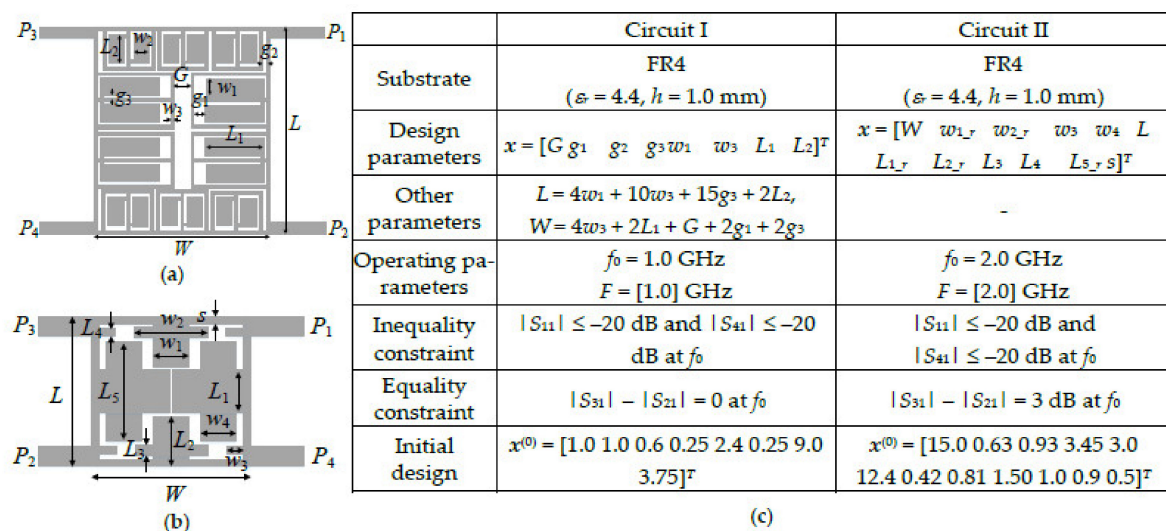 P3
P1
L2
w2
g2
G
g3
w1
w3
g1
L1
L
P4
P2
W
(a)
P3
P1
L4
w2
s
w1
L
L5
L1
L2
w4
L3
w3
P2
P4
W
(b)
Circuit I Circuit II
Substrate
FR4
(εr = 4.4, h = 1.0 mm)
FR4
(εr = 4.4, h = 1.0 mm)
Design
parameters
x = [G g1 g2 g3 w1 w3 L1 L2]T
x = [W w1_r w2_r w3 w4 L
L1_r L2_r L3 L4 L5_r s]T
Other
parameters
L = 4w1 + 10w3 + 15g3 + 2L2,
W = 4w3 + 2L1 + G + 2g1 + 2g3
-
Operating pa-
rameters
f0 = 1.0 GHz
F = [1.0] GHz
f0 = 2.0 GHz
F = [2.0] GHz
Inequality
constraint
|S11| ≤ –20 dB and |S41| ≤ –20
dB at f0
|S11| ≤ –20 dB and
|S41| ≤ –20 dB at f0
Equality
constraint
|S31| – |S21| = 0 at f0
|S31| – |S21| = 3 dB at f0
Initial
design
x(0) = [1.0 1.0 0.6 0.25 2.4 0.25 9.0
3.75]T
x(0) = [15.0 0.63 0.93 3.45 3.0
12.4 0.42 0.81 1.50 1.0 0.9 0.5]T
(c)